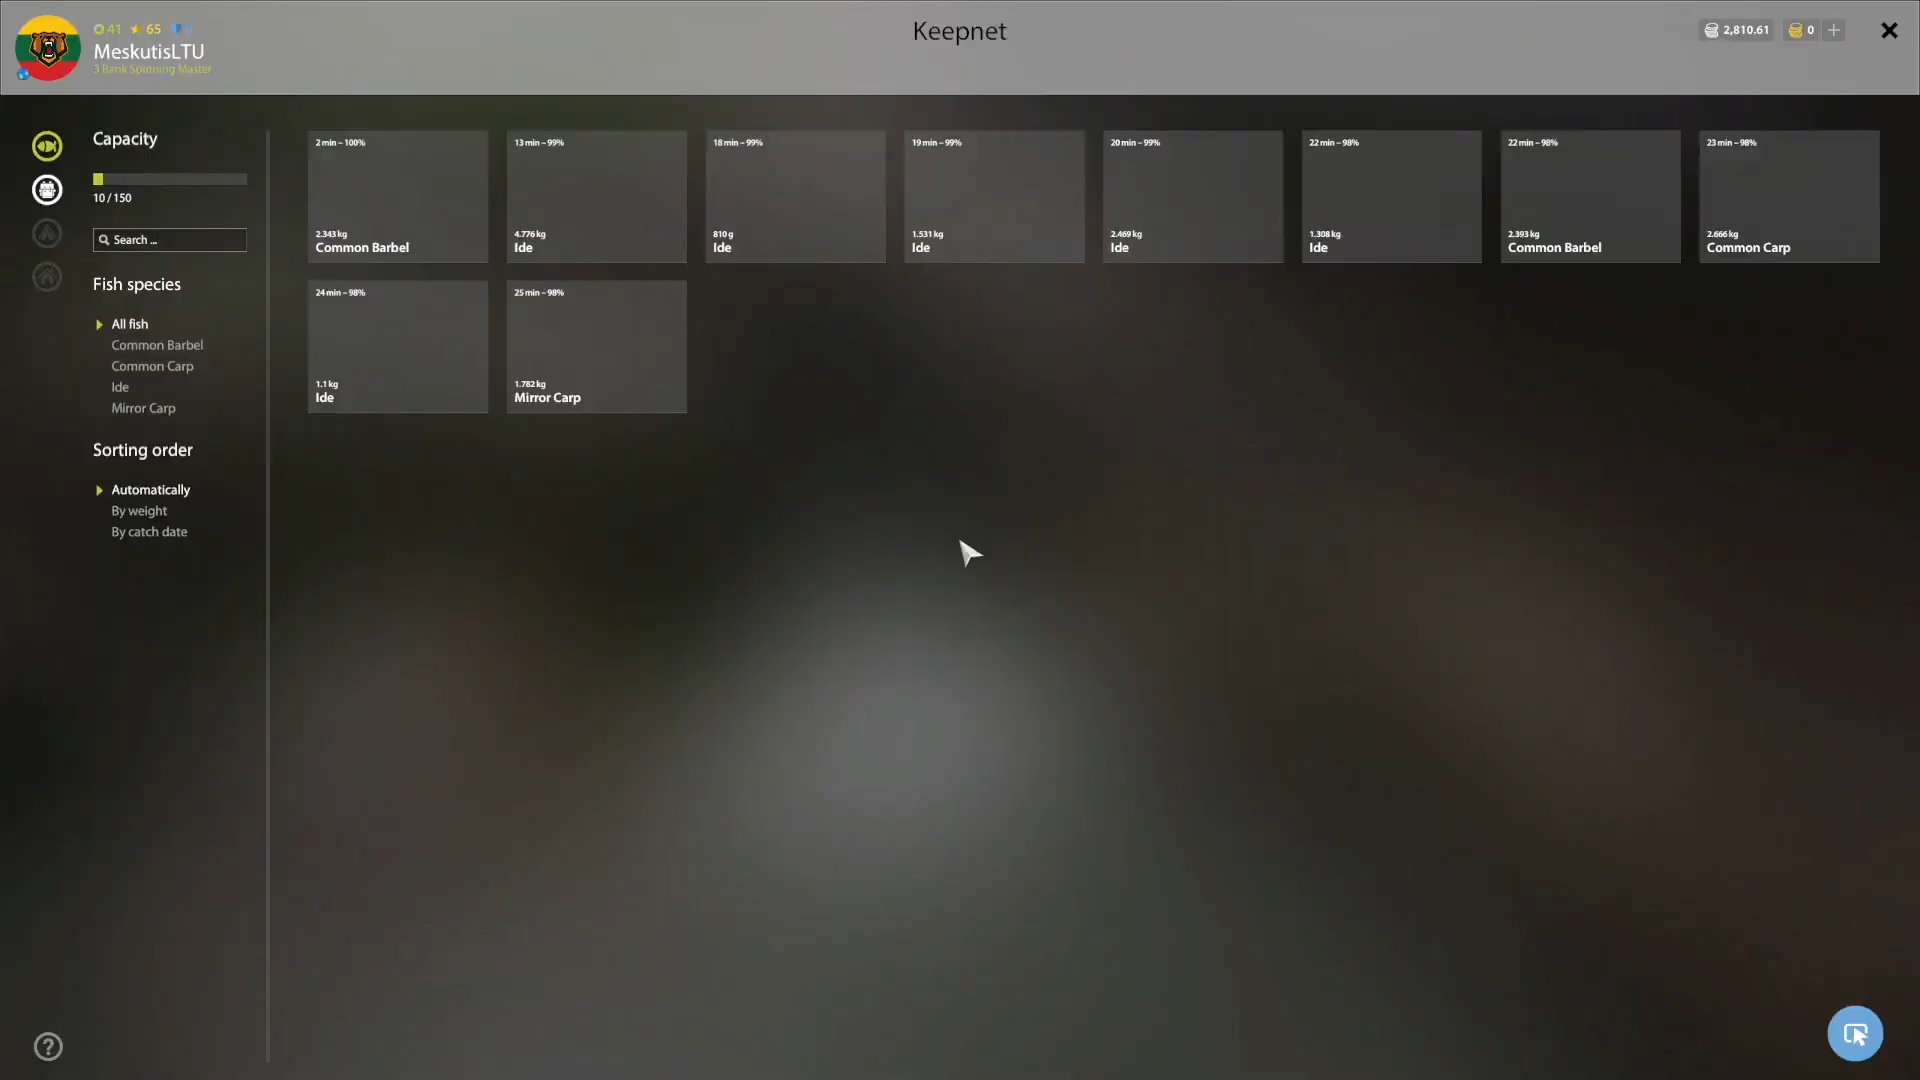 41 65
MeskutisLTU
3 Rank Spinning Master
Keepnet
2,810.61 0
Capacity
10 / 150
Search ...
Fish species
All fish
Common Barbel
Common Carp
Ide
Mirror Carp
Sorting order
Automatically
By weight
By catch date
2 min – 100%
2.343 kg
Common Barbel
13 min – 99%
4.776 kg
Ide
18 min – 99%
810 g
Ide
19 min – 99%
1.531 kg
Ide
20 min – 99%
2.469 kg
Ide
22 min – 98%
1.308 kg
Ide
22 min – 98%
2.393 kg
Common Barbel
23 min – 98%
2.666 kg
Common Carp
24 min – 98%
1.1 kg
Ide
25 min – 98%
1.782 kg
Mirror Carp
?